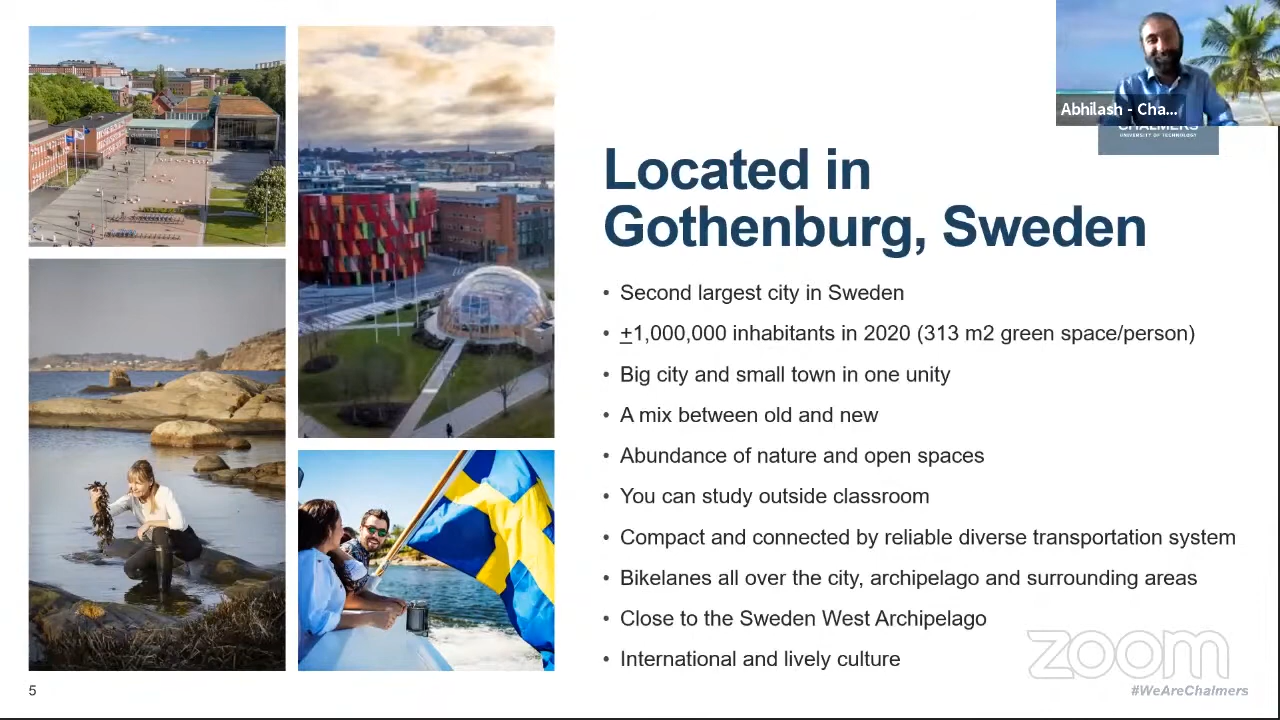 Abhilash - Cha...
CHALMERS
UNIVERSITY OF TECHNOLOGY
Located in
Gothenburg, Sweden
• Second largest city in Sweden
• +1,000,000 inhabitants in 2020 (313 m2 green space/person)
• Big city and small town in one unity
• A mix between old and new
• Abundance of nature and open spaces
• You can study outside classroom
• Compact and connected by reliable diverse transportation system
• Bikelanes all over the city, archipelago and surrounding areas
• Close to the Sweden West Archipelago
• International and lively culture
zoom
5
#WeAreChalmers